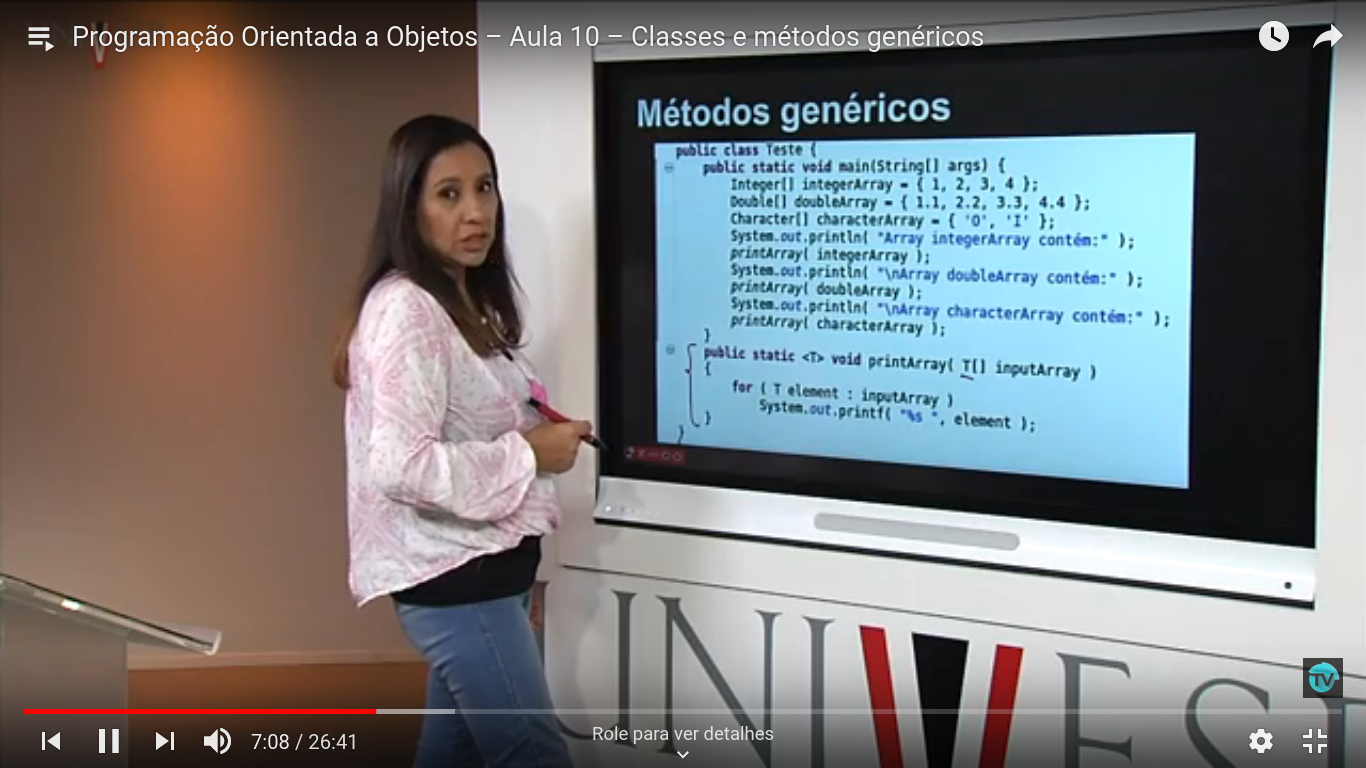 Programação Orientada a Objetos – Aula 10 – Classes e métodos genéricos
Métodos genéricos
public class Teste {
public static void main(String[] args) {
Integer[] integerArray = { 1, 2, 3, 4 };
Double[] doubleArray = { 1.1, 2.2, 3.3, 4.4 };
Character[] characterArray = { 'O', 'I' };
System.out.println( "Array integerArray contém:" );
printArray( integerArray );
System.out.println( "\nArray doubleArray contém:" );
printArray( doubleArray );
System.out.println( "\nArray characterArray contém:" );
printArray( characterArray );
}
public static <T> void printArray( T[] inputArray )
{
for ( T element : inputArray )
System.out.printf( "%s ", element );
}
}
UNIVES
TV
7:08 / 26:41
Role para ver detalhes